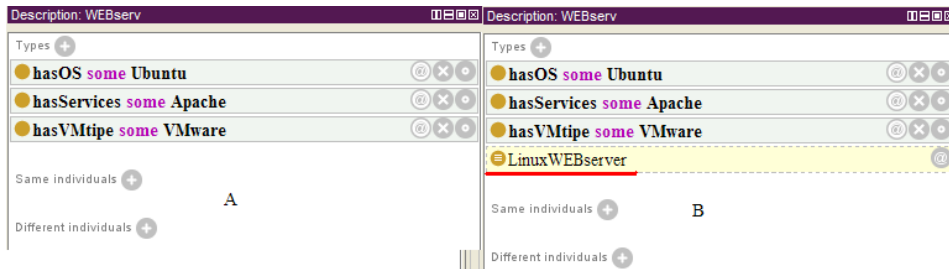 Description: WEBserv
Types
hasOS some Ubuntu
hasServices some Apache
hasVMtipe some VMware
Same individuals
A
Different individuals
Description: WEBserv
Types
hasOS some Ubuntu
hasServices some Apache
hasVMtipe some VMware
LinuxWEBserver
Same individuals
B
Different individuals